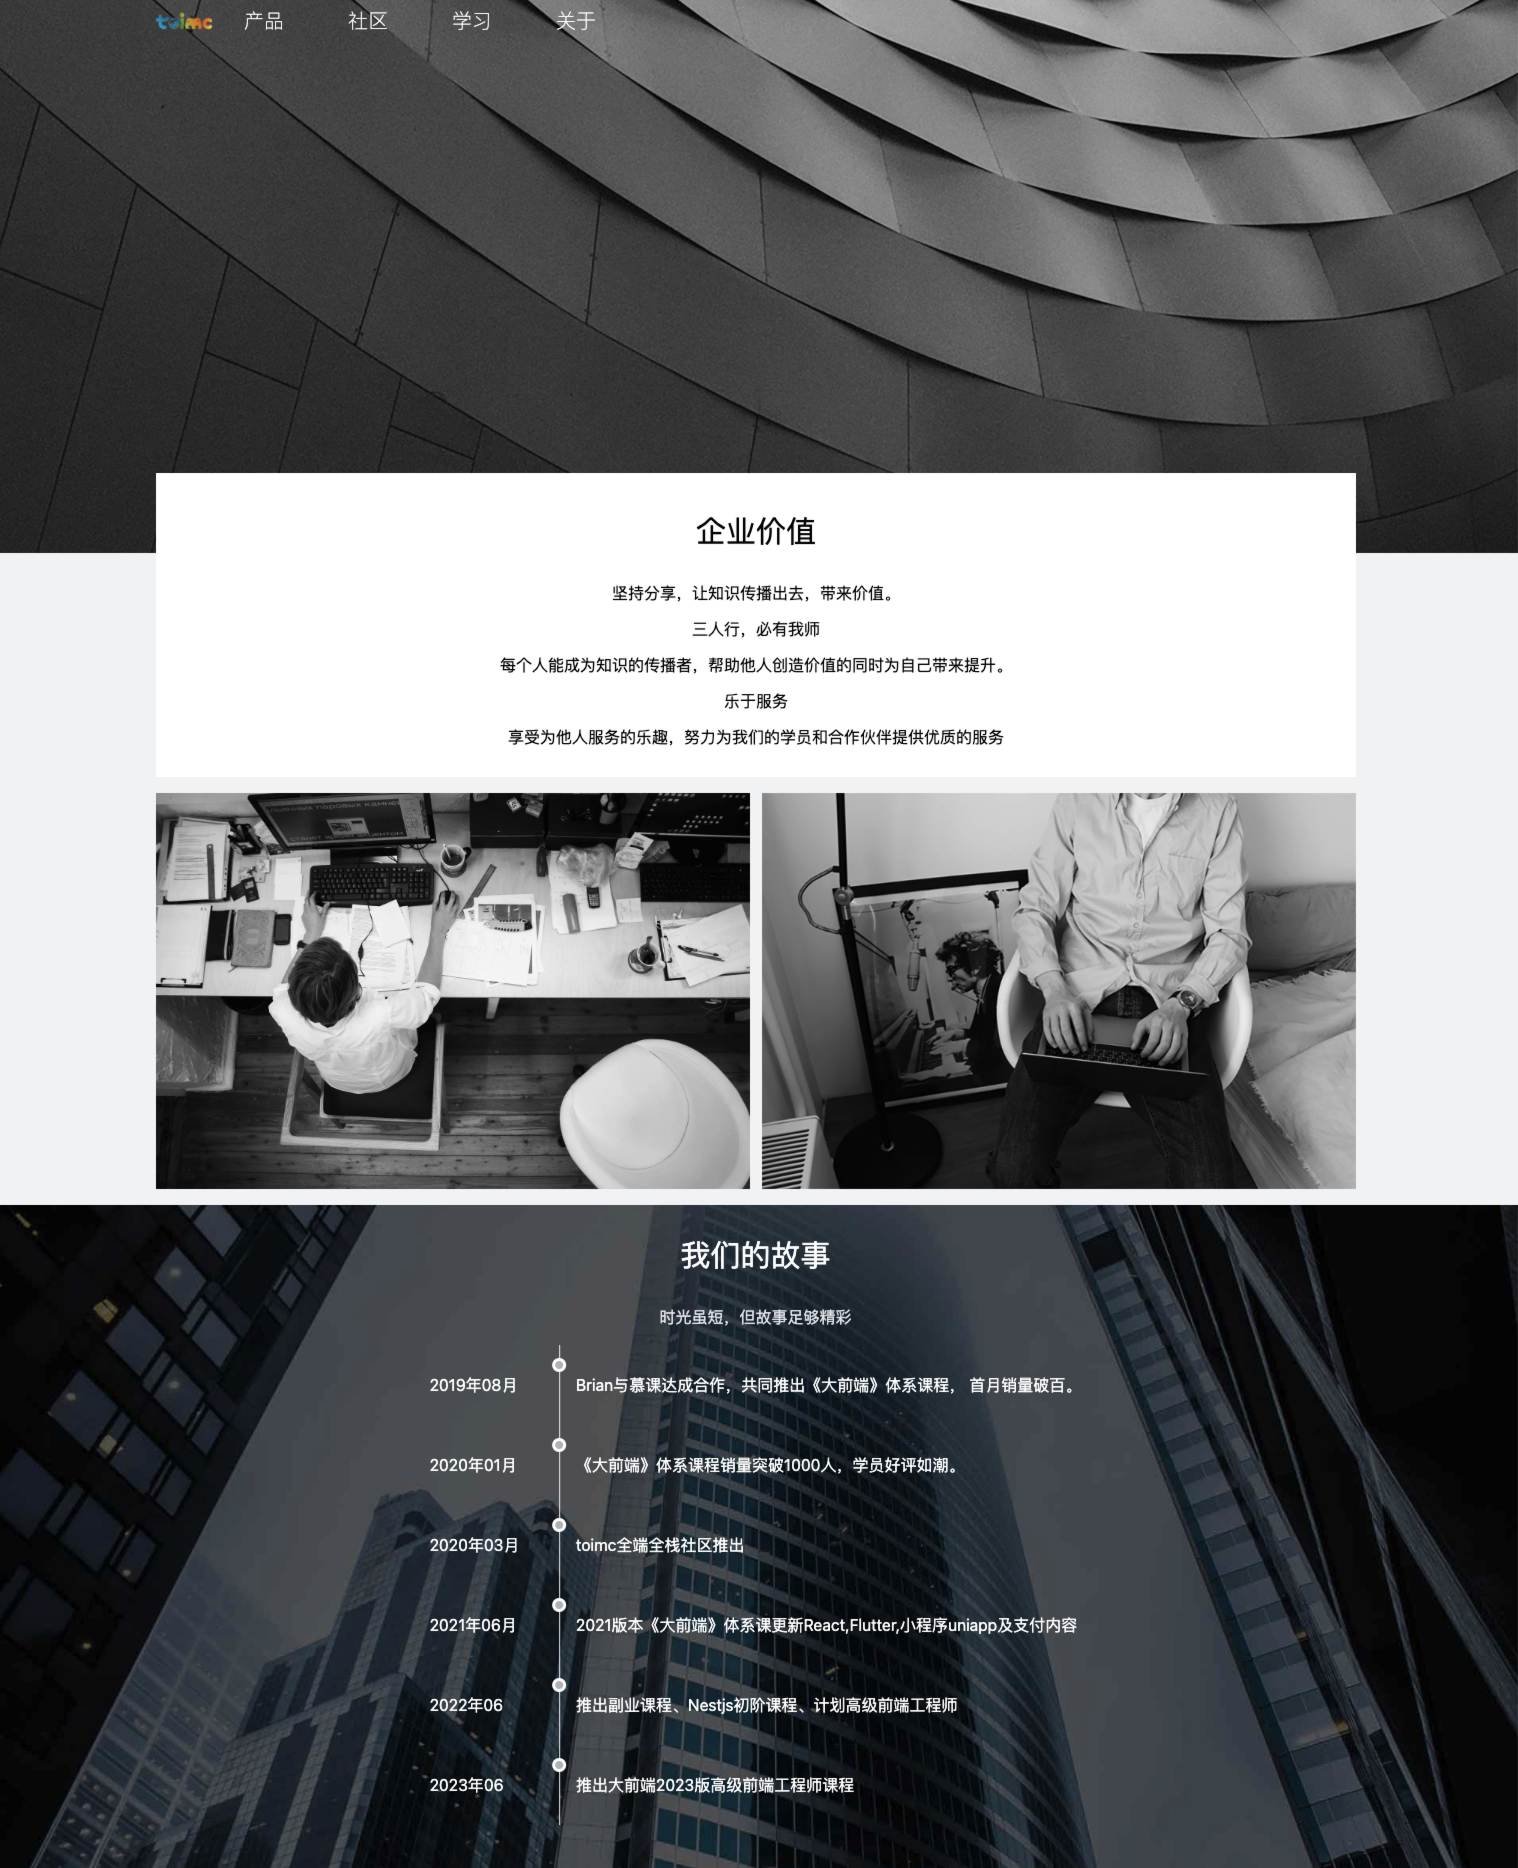 toimc 产品 社区 学习 关于
企业价值
坚持分享，让知识传播出去，带来价值。
三人行，必有我师
每个人能成为知识的传播者，帮助他人创造价值的同时为自己带来提升。
乐于服务
享受为他人服务的乐趣，努力为我们的学员和合作伙伴提供优质的服务
我们的故事
时光虽短，但故事足够精彩
2019年08月 Brian与慕课达成合作，共同推出《大前端》体系课程， 首月销量破百。
2020年01月 《大前端》体系课程销量突破1000人，学员好评如潮。
2020年03月 toimc全端全栈社区推出
2021年06月 2021版本《大前端》体系课更新React,Flutter,小程序uniapp及支付内容
2022年06 推出副业课程、Nestjs初阶课程、计划高级前端工程师
2023年06 推出大前端2023版高级前端工程师课程